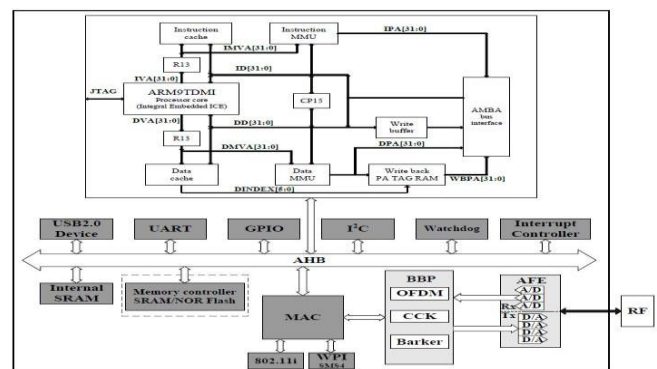 Instruction cache
Instruction MMU
IPA[31:0]
IMVA[31:0]
R13
ID[31:0]
IVA[31:0]
JTAG
ARM9TDMI
Processor core
(Integral Embedded ICE)
CP15
AMBA
bus
interface
DVA[31:0]
DD[31:0]
Write
buffer
R13
DPA[31:0]
DMVA[31:0]
Data
cache
Data
MMU
Write back
PA TAG RAM
WBPA[31:0]
DINDEX[5:0]
USB2.0
Device
UART
GPIO
I²C
Watchdog
Interrupt
Controller
AHB
Internal
SRAM
Memory controller
SRAM/NOR Flash
MAC
802.11i
WPI
SMS4
BBP
OFDM
CCK
Barker
AFE
A/D
A/D
A/D
Rx
Tx
D/A
D/A
D/A
D/A
RF